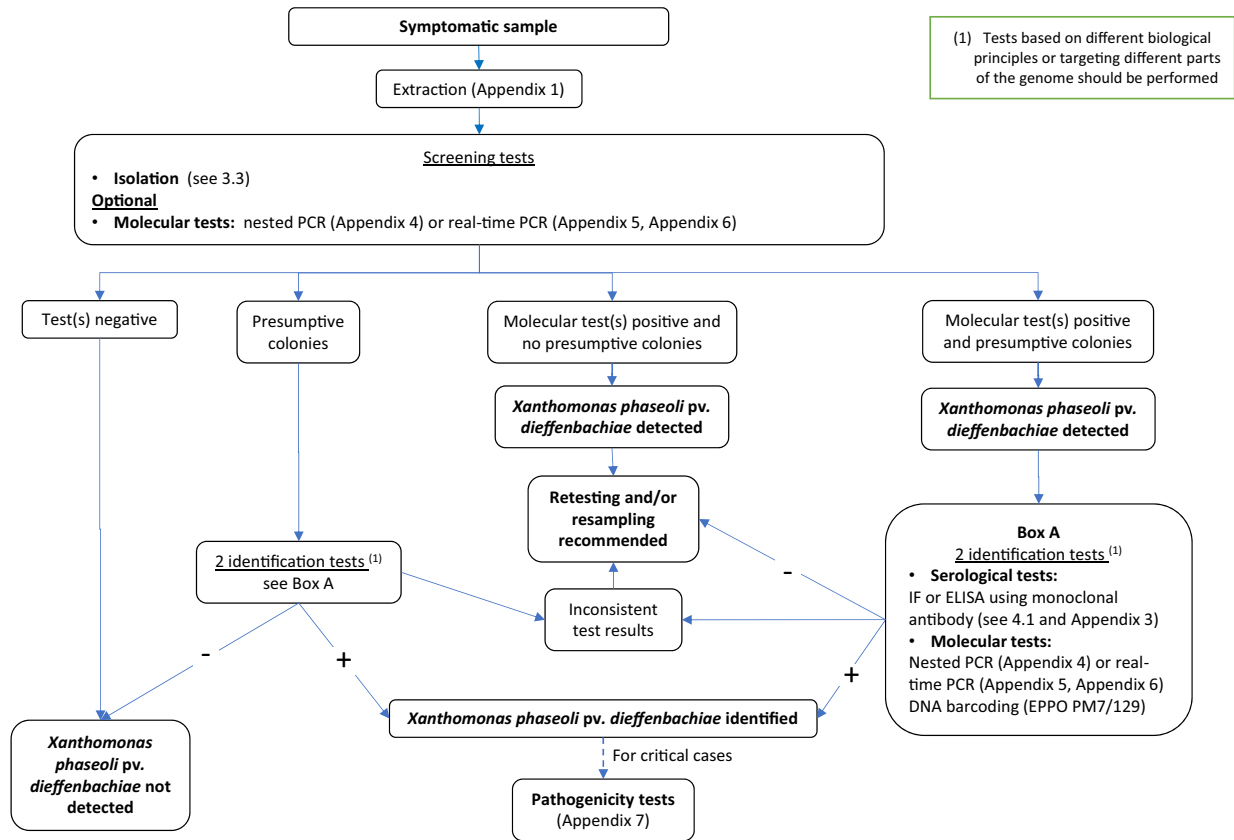 Symptomatic sample
(1) Tests based on different biological
principles or targeting different parts
of the genome should be performed
Extraction (Appendix 1)
Screening tests
• Isolation (see 3.3)
Optional
• Molecular tests: nested PCR (Appendix 4) or real-time PCR (Appendix 5, Appendix 6)
Test(s) negative
Presumptive
colonies
Molecular test(s) positive and
no presumptive colonies
Molecular test(s) positive
and presumptive colonies
Xanthomonas phaseoli pv.
dieffenbachiae detected
Xanthomonas phaseoli pv.
dieffenbachiae detected
Retesting and/or
resampling
recommended
Box A
2 identification tests (1)
• Serological tests:
IF or ELISA using monoclonal
antibody (see 4.1 and Appendix 3)
• Molecular tests:
Nested PCR (Appendix 4) or real-
time PCR (Appendix 5, Appendix 6)
DNA barcoding (EPPO PM7/129)
2 identification tests (1)
see Box A
Inconsistent
test results
-
-
+
+
Xanthomonas phaseoli pv. dieffenbachiae identified
Xanthomonas
phaseoli pv.
dieffenbachiae not
detected
For critical cases
Pathogenicity tests
(Appendix 7)